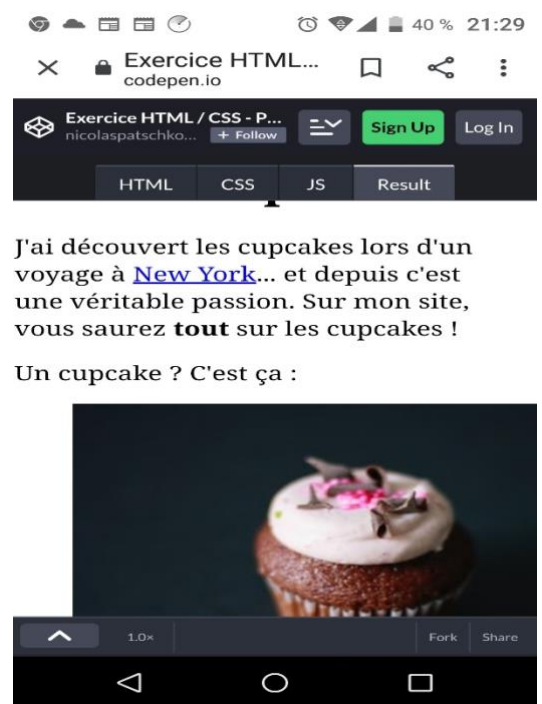 40 % 21:29
Exercice HTML...
codepen.io
Exercice HTML / CSS - P...
nicolaspatschko... + Follow
Sign Up
Log In
HTML CSS JS Result
J'ai découvert les cupcakes lors d'un
voyage à New York... et depuis c'est
une véritable passion. Sur mon site,
vous saurez tout sur les cupcakes !
Un cupcake ? C'est ça :
1.0×
Fork Share